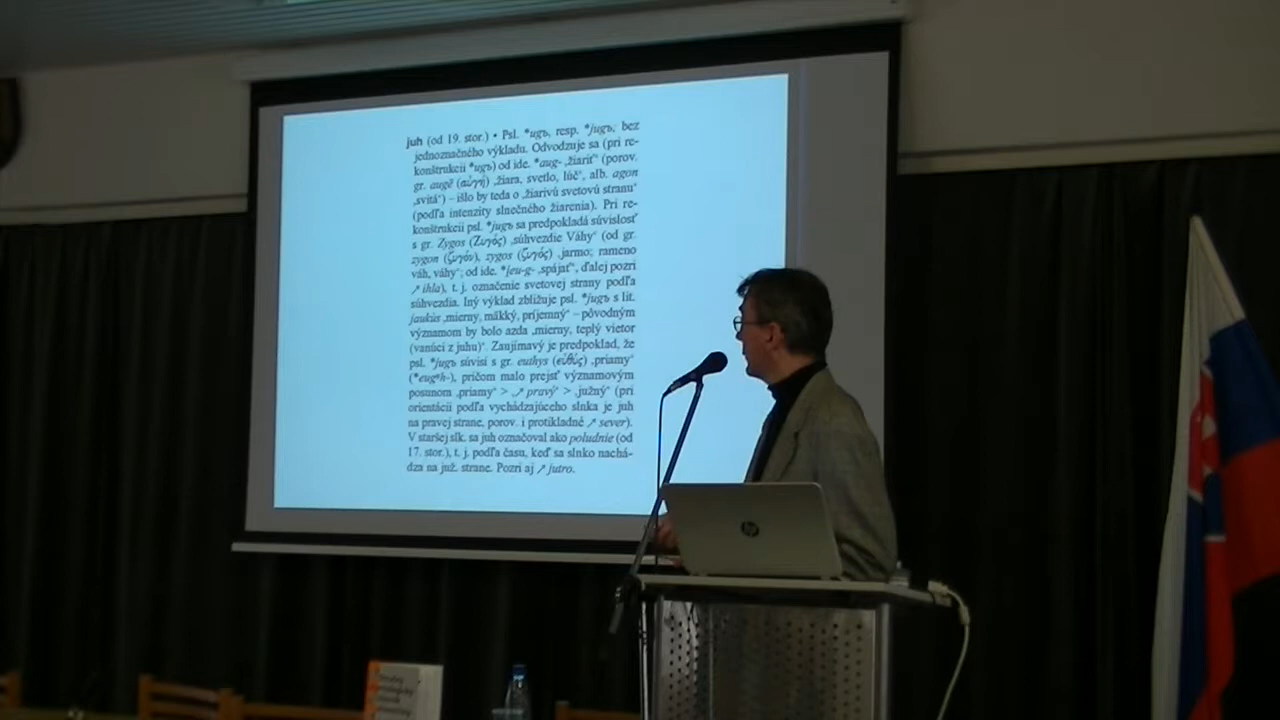 juh (od 19. stor.) • Psl. *ugъ, resp. *jugъ, bez
jednoznačného výkladu. Odvodzuje sa (pri re-
konštrukcii *ugъ) od ide. *aug- ‚žiariť‘ (porov.
gr. augē (αὐγή) ‚žiara, svetlo, lúč‘, alb. agon
‚svitá‘) – išlo by teda o ‚žiarivú svetovú stranu‘
(podľa intenzity slnečného žiarenia). Pri re-
konštrukcii psl. *jugъ sa predpokladá súvislosť
s gr. Zygos (Ζυγός) ‚súhvezdie Váhy‘ (od gr.
zygon (ζυγόν), zygos (ζυγός) ‚jarmo; rameno
váh, váhy‘; od ide. *jeu-g- ‚spájať‘, ďalej pozri
↗ ihla), t. j. označenie svetovej strany podľa
súhvezdia. Iný výklad zbližuje psl. *jugъ s lit.
jaukùs ‚mierny, mäkký, príjemný‘ – pôvodným
významom by bolo azda ‚mierny, teplý vietor
(vanúci z juhu)‘. Zaujímavý je predpoklad, že
psl. *jugъ súvisí s gr. euthys (εὐθύς) ‚priamy‘
(*eugʰh-), pričom malo prejsť významovým
posunom ‚priamy‘ > ‚↗ pravý‘ > ‚južný‘ (pri
orientácii podľa vychádzajúceho slnka je juh
na pravej strane, porov. i protikladné ↗ sever).
V staršej slk. sa juh označoval ako poludnie (od
17. stor.), t. j. podľa času, keď sa slnko nachá-
dza na juž. strane. Pozri aj ↗ jutro.
hp
Stručný
etymologický
slovník
slovenčiny